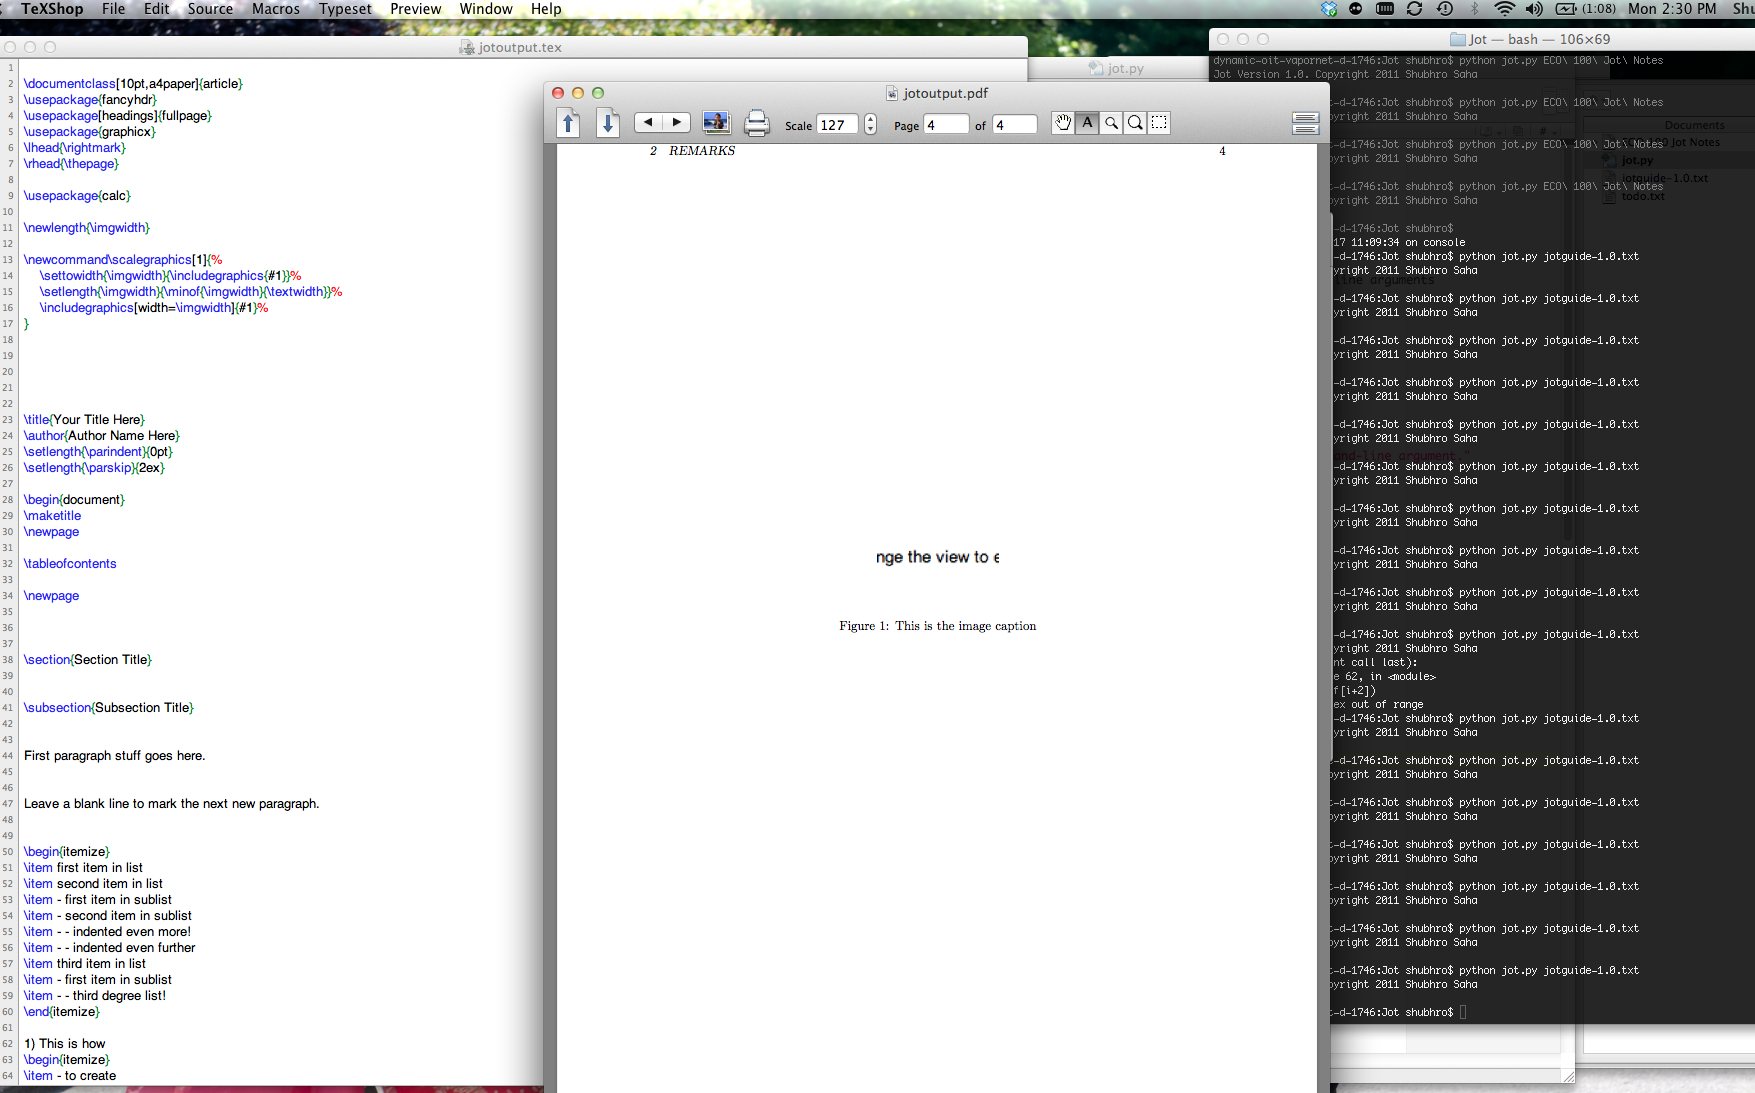 TeXShop File Edit Source Macros Typeset Preview Window Help (1:08) Mon 2:30 PM Shu
jotoutput.tex
1
2 \documentclass[10pt,a4paper]{article}
3 \usepackage{fancyhdr}
4 \usepackage[headings]{fullpage}
5 \usepackage{graphicx}
6 \lhead{\rightmark}
7 \rhead{\thepage}
8
9 \usepackage{calc}
10
11 \newlength{\imgwidth}
12
13 \newcommand\scalegraphics[1]{%
14 \settowidth{\imgwidth}{\includegraphics{#1}}%
15 \setlength{\imgwidth}{\minof{\imgwidth}{\textwidth}}%
16 \includegraphics[width=\imgwidth]{#1}%
17 }
18
19
20
21
22
23 \title{Your Title Here}
24 \author{Author Name Here}
25 \setlength{\parindent}{0pt}
26 \setlength{\parskip}{2ex}
27
28 \begin{document}
29 \maketitle
30 \newpage
31
32 \tableofcontents
33
34 \newpage
35
36
37
38 \section{Section Title}
39
40
41 \subsection{Subsection Title}
42
43
44 First paragraph stuff goes here.
45
46
47 Leave a blank line to mark the next new paragraph.
48
49
50 \begin{itemize}
51 \item first item in list
52 \item second item in list
53 \item - first item in sublist
54 \item - second item in sublist
55 \item - - indented even more!
56 \item - - indented even further
57 \item third item in list
58 \item - first item in sublist
59 \item - - third degree list!
60 \end{itemize}
61
62 1) This is how
63 \begin{itemize}
64 \item - to create
jot.py
jotoutput.pdf
Scale 127 Page 4 of 4
2 REMARKS 4
nge the view to e
Figure 1: This is the image caption
Jot — bash — 106×69
dynamic-oit-vapornet-d-1746:Jot shubhro$ python jot.py ECO\ 100\ Jot\ Notes
Jot Version 1.0. Copyright 2011 Shubhro Saha
-d-1746:Jot shubhro$ python jot.py ECO\ 100\ Jot\ Notes
Documents
-d-1746:Jot shubhro$ python jot.py ECO\ 100\ Jot\ Notes
yright 2011 Shubhro Saha
jot.py
jotguide-1.0.txt
-d-1746:Jot shubhro$ python jot.py ECO\ 100\ Jot\ Notes
yright 2011 Shubhro Saha
todo.txt
-d-1746:Jot shubhro$
17 11:09:34 on console
-d-1746:Jot shubhro$ python jot.py jotguide-1.0.txt
yright 2011 Shubhro Saha
line arguments
-d-1746:Jot shubhro$ python jot.py jotguide-1.0.txt
yright 2011 Shubhro Saha
-d-1746:Jot shubhro$ python jot.py jotguide-1.0.txt
yright 2011 Shubhro Saha
-d-1746:Jot shubhro$ python jot.py jotguide-1.0.txt
yright 2011 Shubhro Saha
-d-1746:Jot shubhro$ python jot.py jotguide-1.0.txt
yright 2011 Shubhro Saha
and-line argument."
-d-1746:Jot shubhro$ python jot.py jotguide-1.0.txt
yright 2011 Shubhro Saha
-d-1746:Jot shubhro$ python jot.py jotguide-1.0.txt
yright 2011 Shubhro Saha
-d-1746:Jot shubhro$ python jot.py jotguide-1.0.txt
yright 2011 Shubhro Saha
-d-1746:Jot shubhro$ python jot.py jotguide-1.0.txt
yright 2011 Shubhro Saha
-d-1746:Jot shubhro$ python jot.py jotguide-1.0.txt
yright 2011 Shubhro Saha
nt call last):
e 62, in <module>
f[i+2])
ex out of range
-d-1746:Jot shubhro$ python jot.py jotguide-1.0.txt
yright 2011 Shubhro Saha
-d-1746:Jot shubhro$ python jot.py jotguide-1.0.txt
yright 2011 Shubhro Saha
-d-1746:Jot shubhro$ python jot.py jotguide-1.0.txt
yright 2011 Shubhro Saha
-d-1746:Jot shubhro$ python jot.py jotguide-1.0.txt
yright 2011 Shubhro Saha
-d-1746:Jot shubhro$ python jot.py jotguide-1.0.txt
yright 2011 Shubhro Saha
-d-1746:Jot shubhro$ python jot.py jotguide-1.0.txt
yright 2011 Shubhro Saha
-d-1746:Jot shubhro$ python jot.py jotguide-1.0.txt
yright 2011 Shubhro Saha
-d-1746:Jot shubhro$